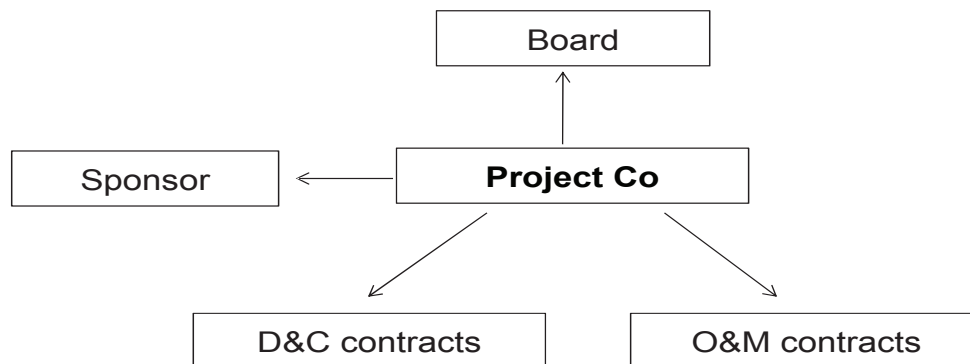 Board
Sponsor
Project Co
D&C contracts
O&M contracts